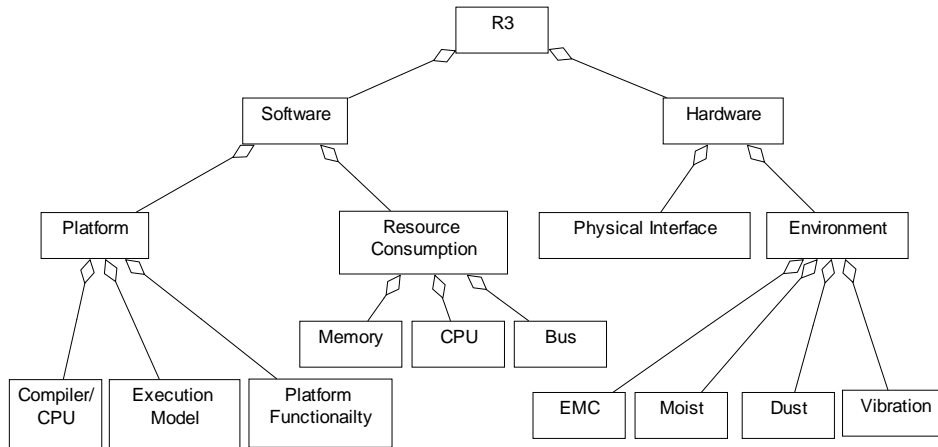 R3
Software
Hardware
Platform
Resource
Consumption
Physical Interface
Environment
Memory
CPU
Bus
Compiler/
CPU
Execution
Model
Platform
Functionailty
EMC
Moist
Dust
Vibration